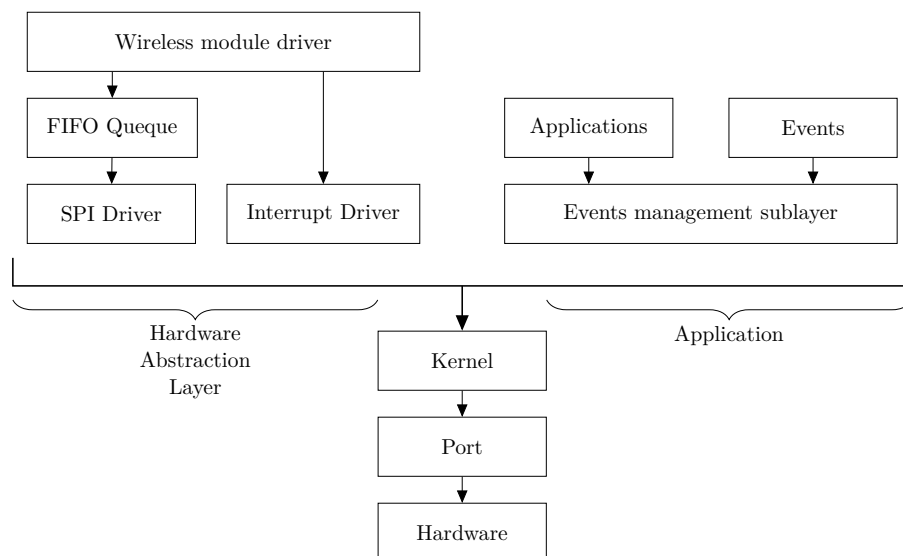 Wireless module driver
FIFO Queque
Applications
Events
SPI Driver
Interrupt Driver
Events management sublayer
Hardware
Abstraction
Layer
Application
Kernel
Port
Hardware